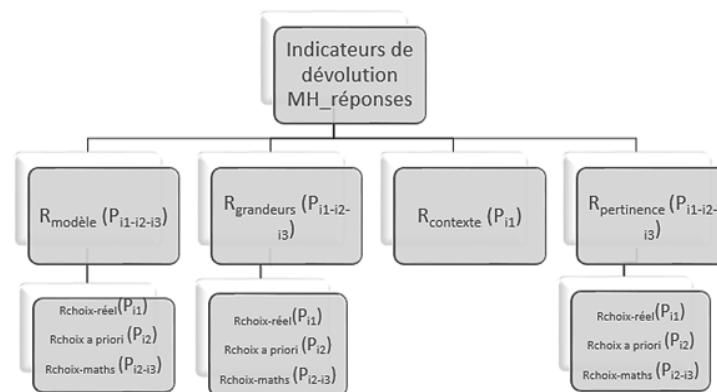 Indicateurs de
dévolution
MH_réponses
Rmodèle (Pi1-i2-i3)
Rgrandeurs (Pi1-i2-
i3)
Rcontexte (Pi1)
Rpertinence (Pi1-i2-
i3)
Rchoix-réel(Pi1)
Rchoix a priori (Pi2)
Rchoix-maths (Pi2-i3)
Rchoix-réel(Pi1)
Rchoix a priori (Pi2)
Rchoix-maths (Pi2-i3)
Rchoix-réel(Pi1)
Rchoix a priori (Pi2)
Rchoix-maths (Pi2-i3)